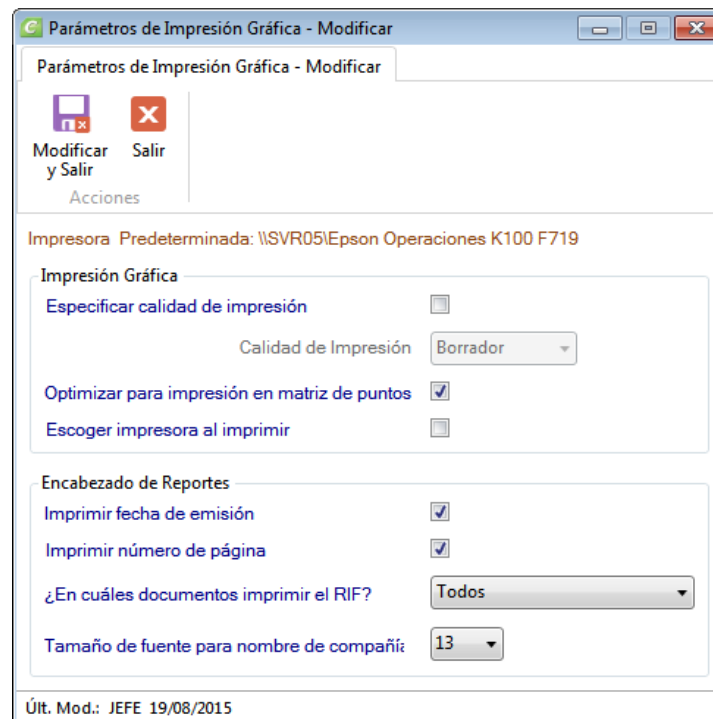 Parámetros de Impresión Gráfica - Modificar
Parámetros de Impresión Gráfica - Modificar
Modificar y Salir
Salir
Acciones
Impresora Predeterminada: \\SVR05\Epson Operaciones K100 F719
Impresión Gráfica
Especificar calidad de impresión
Calidad de Impresión Borrador
Optimizar para impresión en matriz de puntos
Escoger impresora al imprimir
Encabezado de Reportes
Imprimir fecha de emisión
Imprimir número de página
¿En cuáles documentos imprimir el RIF? Todos
Tamaño de fuente para nombre de compañía 13
Últ. Mod.: JEFE 19/08/2015